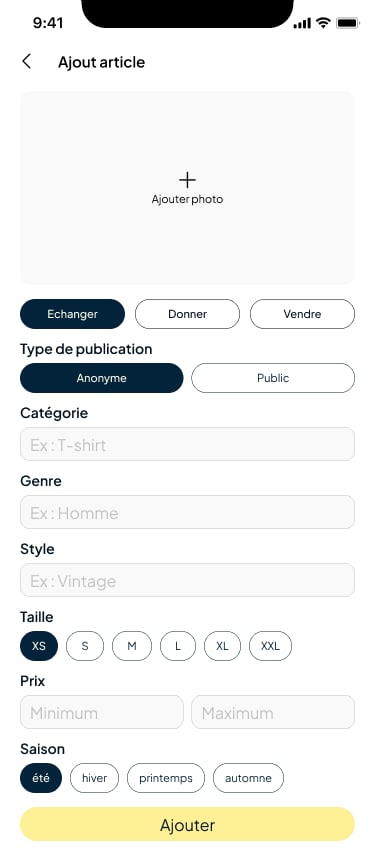 9:41
Ajout article
Ajouter photo
Echanger Donner Vendre
Type de publication
Anonyme Public
Catégorie
Ex : T-shirt
Genre
Ex : Homme
Style
Ex : Vintage
Taille
XS S M L XL XXL
Prix
Minimum Maximum
Saison
été hiver printemps automne
Ajouter